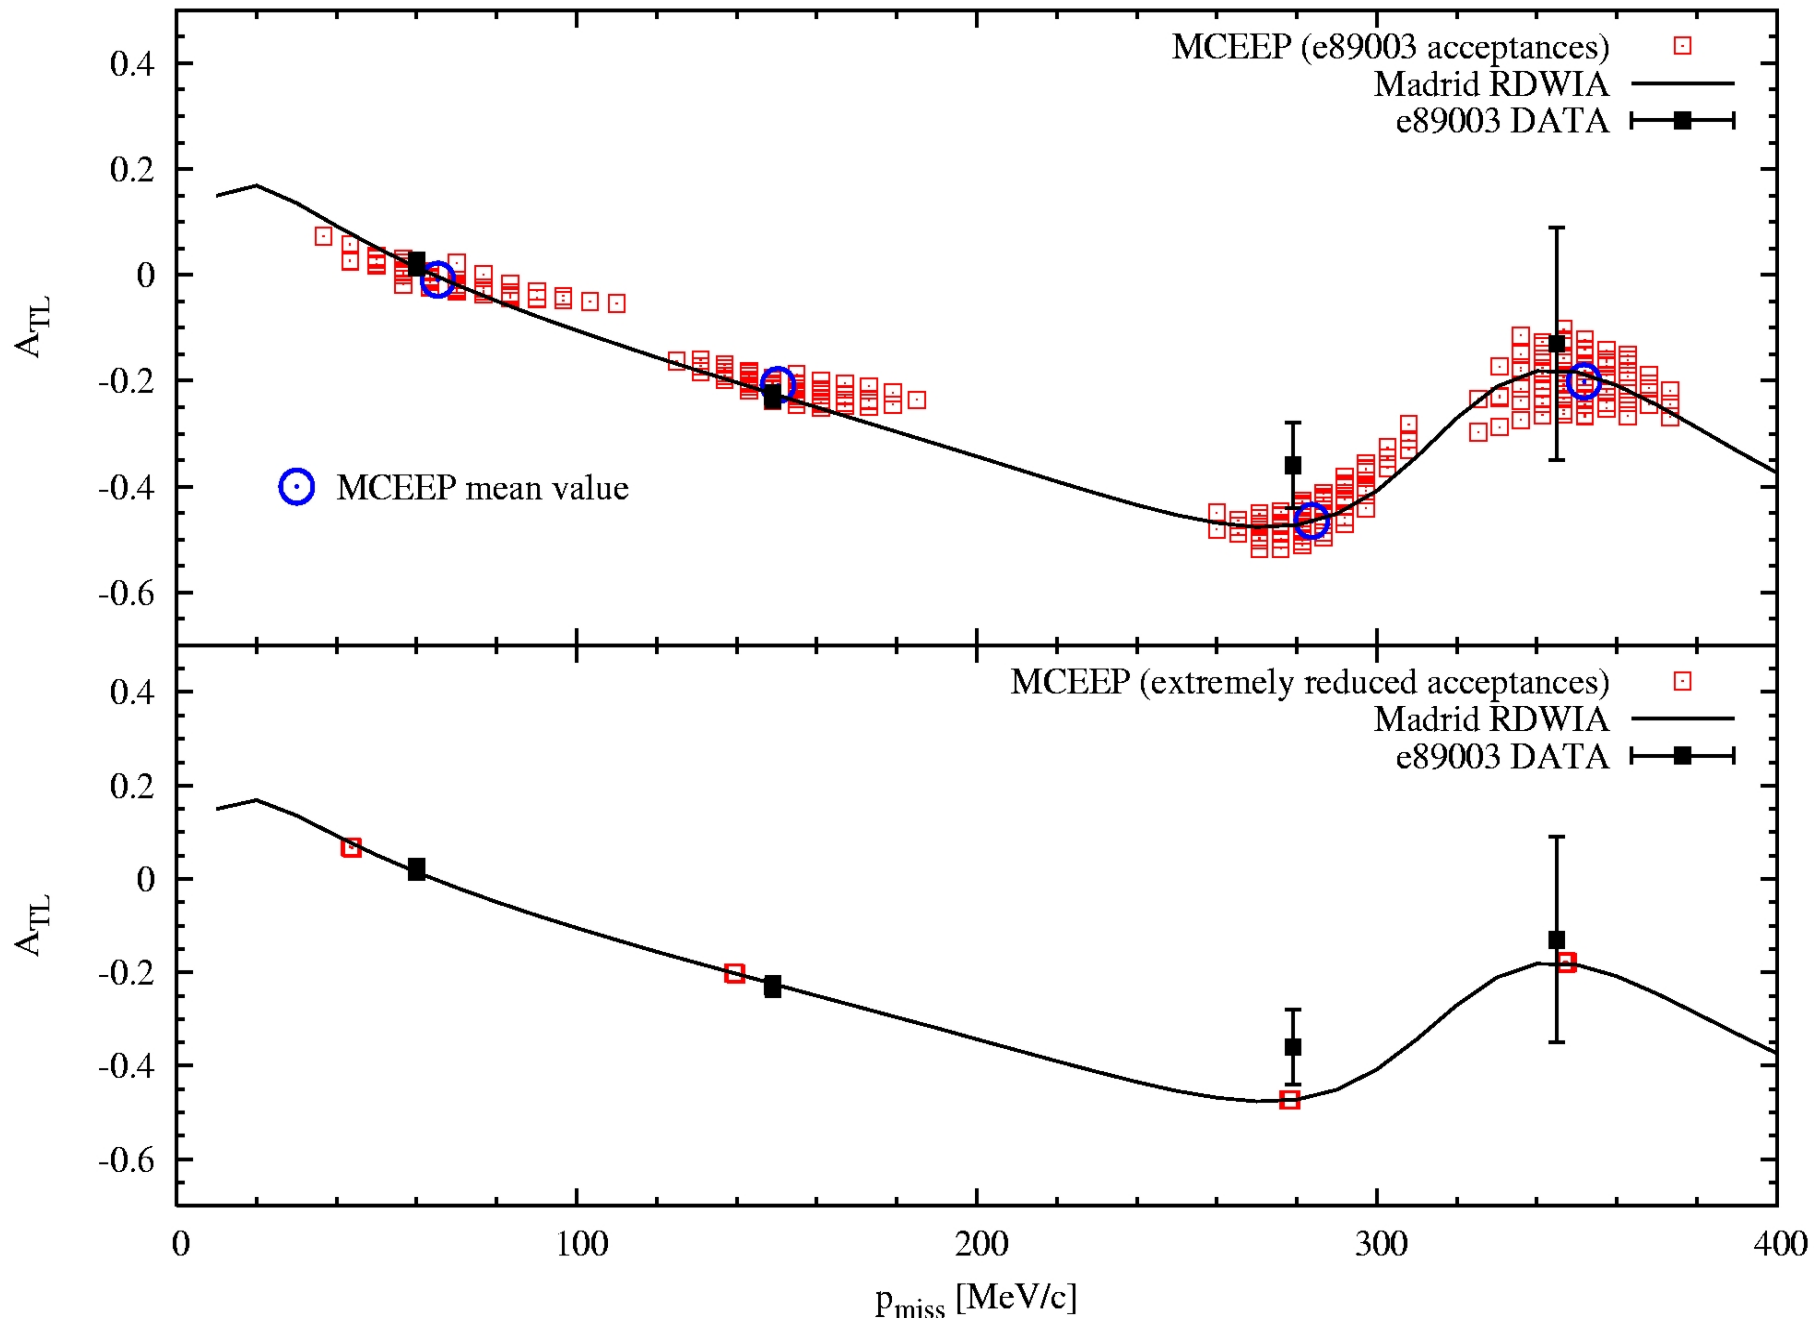 MCEEP (e89003 acceptances)
Madrid RDWIA
e89003 DATA
0.4
0.2
0
-0.2
-0.4
-0.6
A_TL
MCEEP mean value
MCEEP (extremely reduced acceptances)
Madrid RDWIA
e89003 DATA
0.4
0.2
0
-0.2
-0.4
-0.6
A_TL
0 100 200 300 400
p_miss [MeV/c]